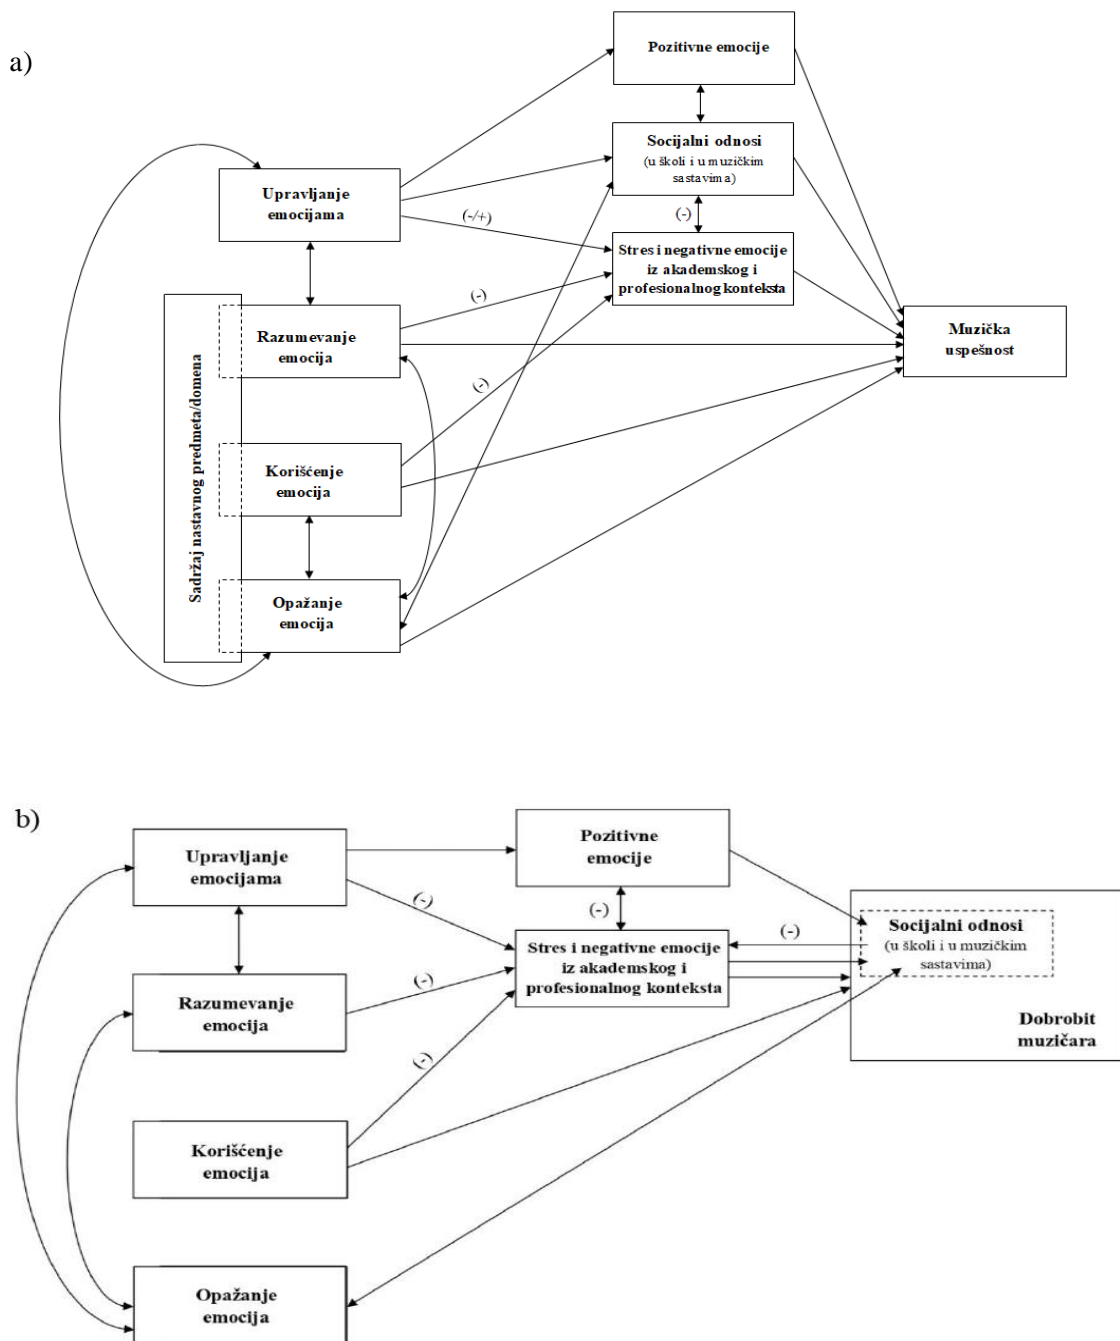 a)
Pozitivne emocije
Socijalni odnosi
(u školi i u muzičkim
sastavima)
Upravljanje
emocijama
(-/+)
(-)
Stres i negativne emocije
iz akademskog i
profesionalnog konteksta
(-)
Razumevanje
emocija
Muzička
uspešnost
(-)
Sadržaj nastavnog predmeta/domena
Korišćenje
emocija
Opažanje
emocija
b)
Upravljanje
emocijama
Pozitivne
emocije
(-)
(-)
Stres i negativne emocije
iz akademskog i
profesionalnog konteksta
(-)
Socijalni odnosi
(u školi i u muzičkim
sastavima)
(-)
Razumevanje
emocija
Dobrobit
muzičara
(-)
Korišćenje
emocija
Opažanje
emocija